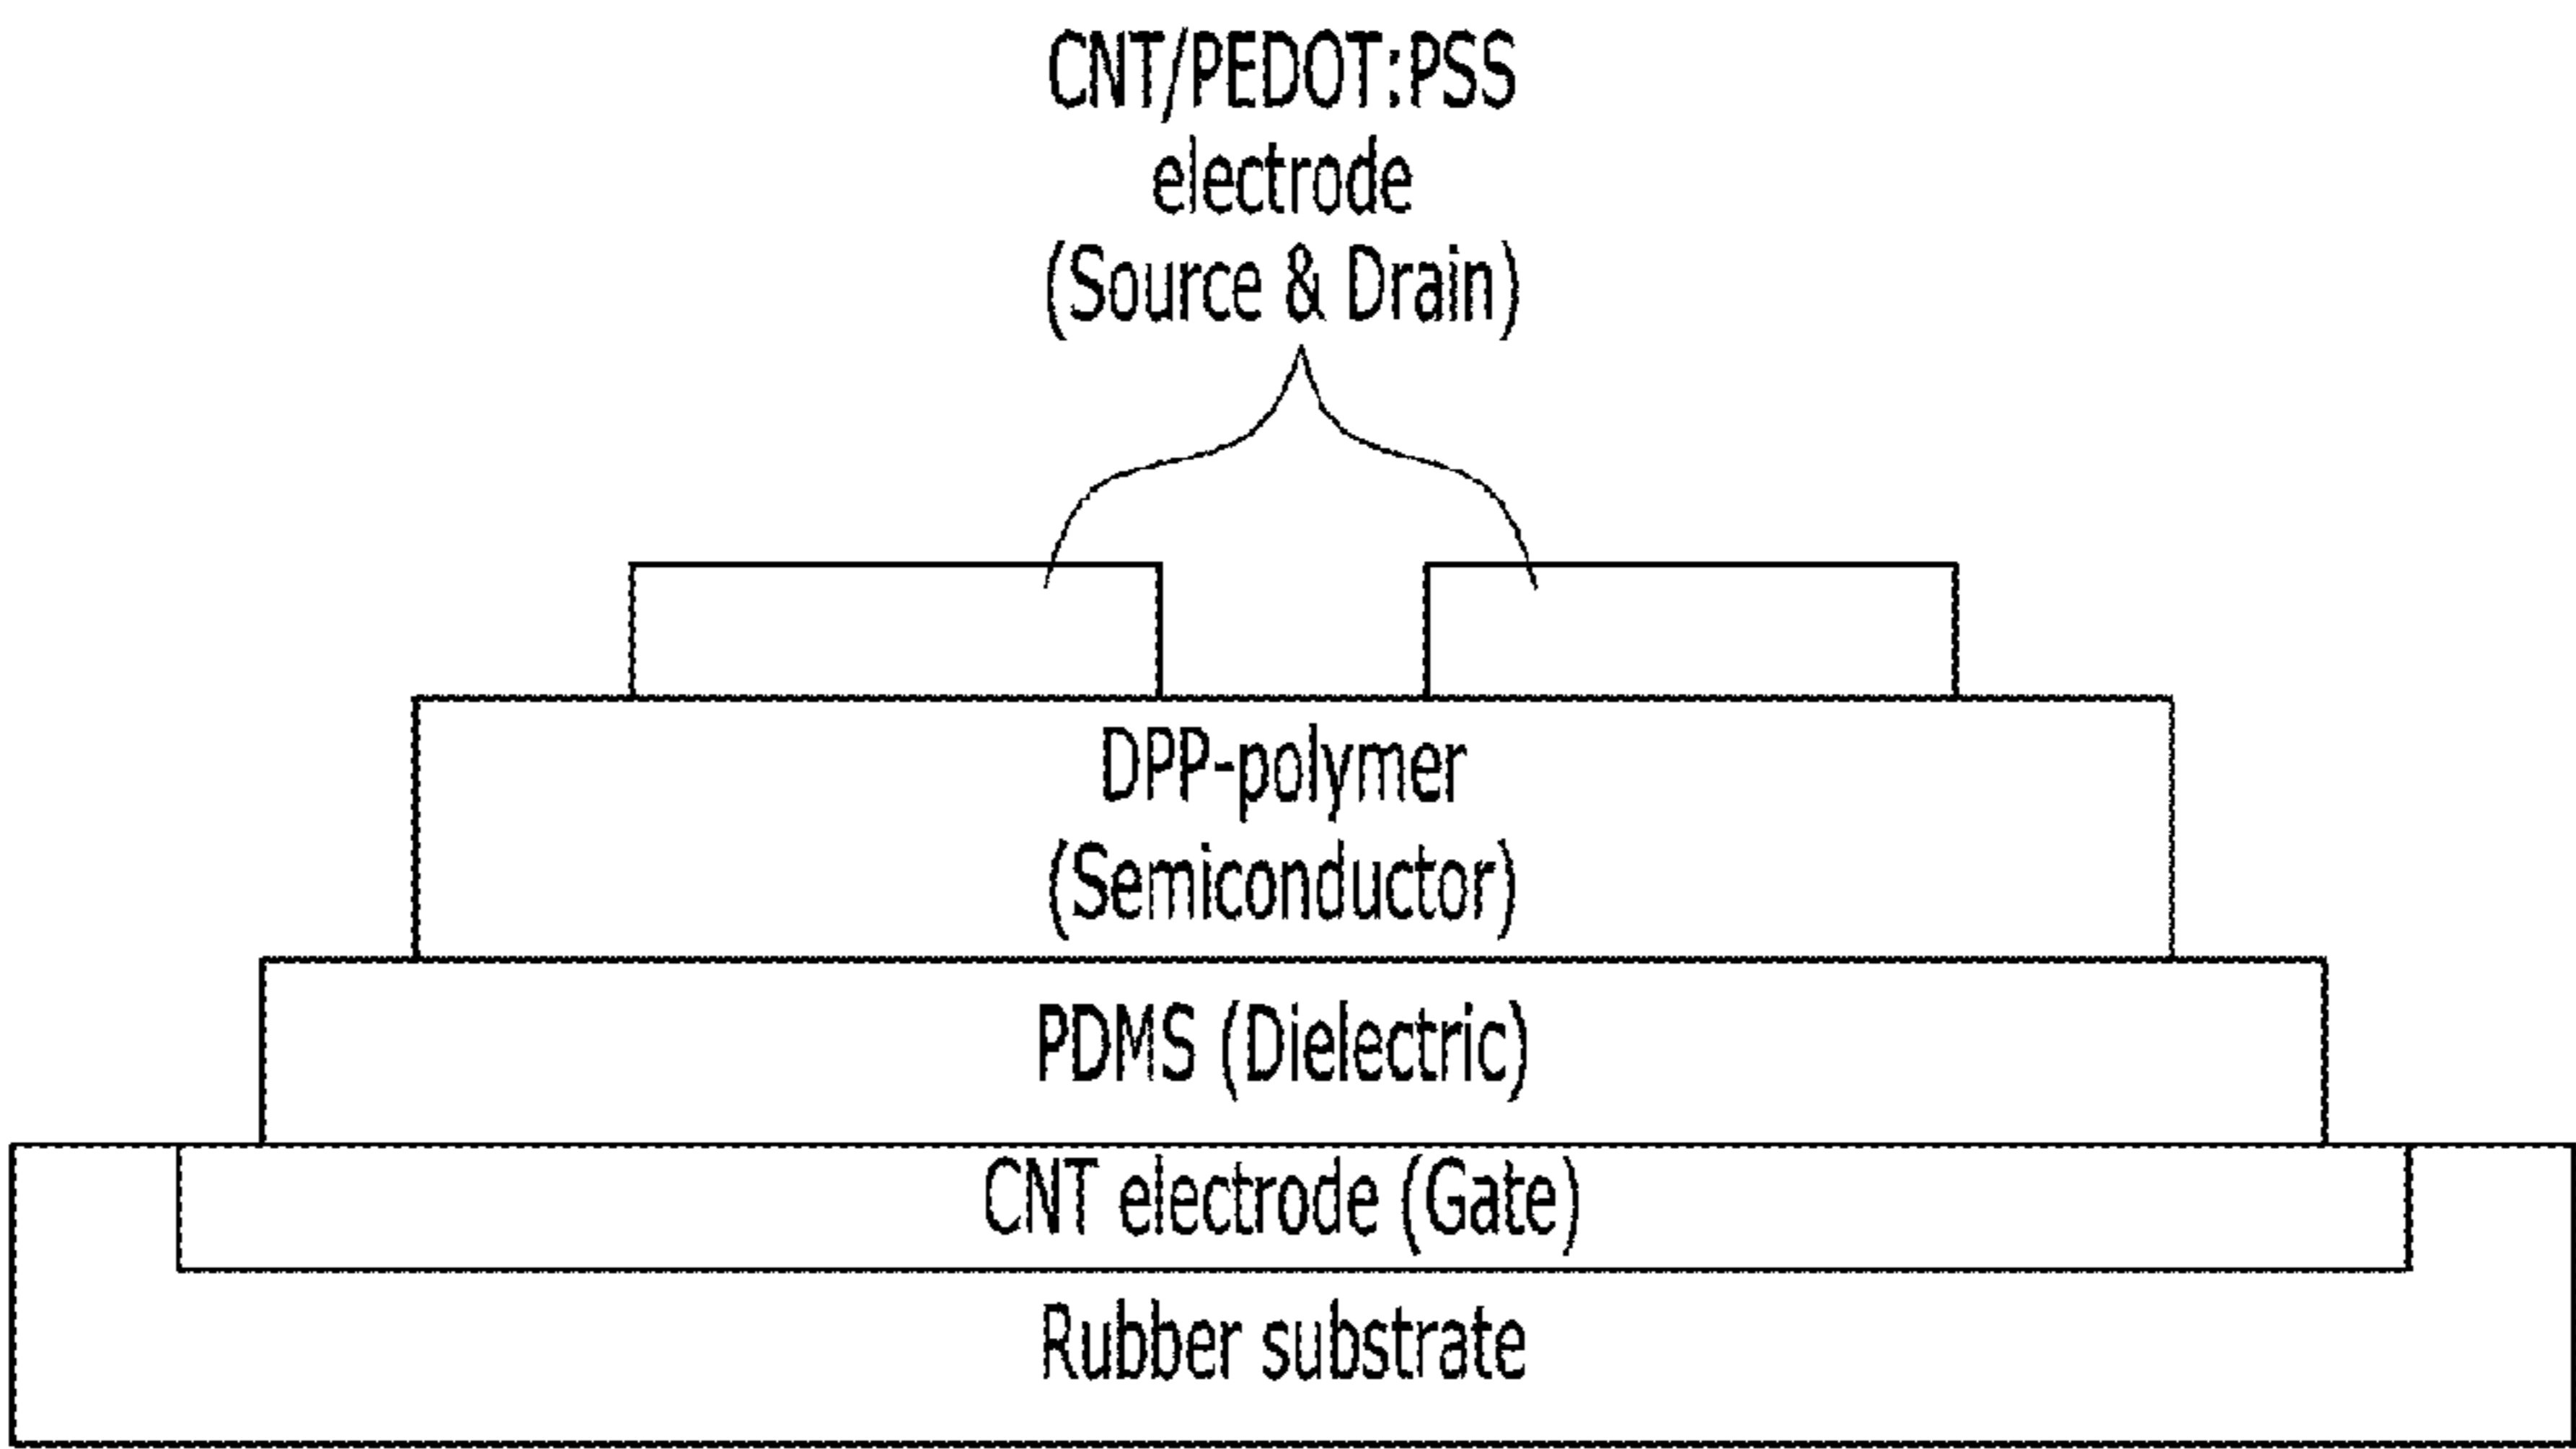 CNT/PEDOT:PSS
electrode
(Source & Drain)
DPP-polymer
(Semiconductor)
PDMS (Dielectric)
CNT electrode (Gate)
Rubber substrate